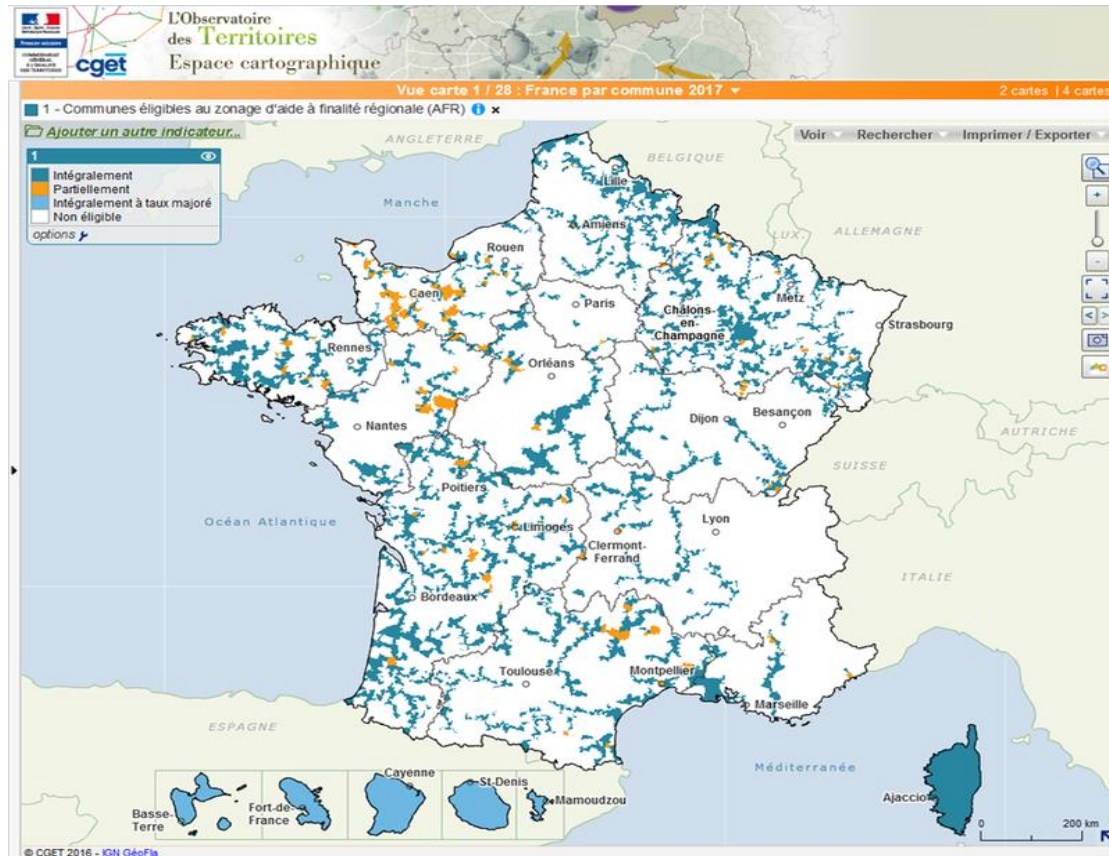 L'Observatoire
des Territoires
Espace cartographique
cget
Vue carte 1 / 28 : France par commune 2017
2 cartes | 4 cartes
1 - Communes éligibles au zonage d'aide à finalité régionale (AFR) i x
Ajouter un autre indicateur...
Voir Rechercher Imprimer / Exporter
1
Intégralement
Partiellement
Intégralement à taux majoré
Non éligible
options
ANGLETERRE
BELGIQUE
Lille
Manche
LUX.
ALLEMAGNE
Amiens
Rouen
Caen
Paris
Metz
Châlons-
en-
Champagne
Strasbourg
Rennes
Orléans
Nantes
Dijon
Besançon
AUTRICHE
SUISSE
Poitiers
Océan Atlantique
Limoges
Lyon
Clermont-
Ferrand
ITALIE
Bordeaux
Toulouse
Montpellier
Marseille
ESPAGNE
Méditerranée
Cayenne
St-Denis
Mamoudzou
Basse-
Terre
Fort-de-
France
Ajaccio
0 200 km
© CGET 2016 - IGN GéoFla